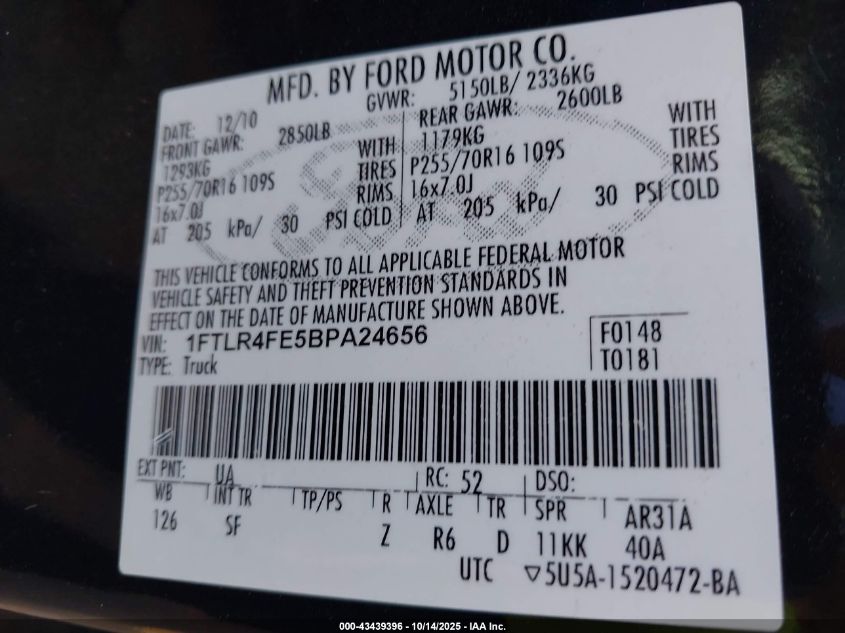 MFD. BY FORD MOTOR CO.
DATE: 12/10 GVWR: 5150LB/ 2336KG
FRONT GAWR: 2850LB REAR GAWR: 2600LB
1293KG WITH 1179KG WITH
P255/70R16 109S TIRES P255/70R16 109S TIRES
16x7.0J RIMS 16x7.0J RIMS
AT 205 kPa/ 30 PSI COLD AT 205 kPa/ 30 PSI COLD
THIS VEHICLE CONFORMS TO ALL APPLICABLE FEDERAL MOTOR
VEHICLE SAFETY AND THEFT PREVENTION STANDARDS IN
EFFECT ON THE DATE OF MANUFACTURE SHOWN ABOVE.
VIN: 1FTLR4FE5BPA24656 F0148
TYPE: Truck T0181
EXT PNT: UA RC: 52 DSO:
WB INT TR TP/PS R AXLE TR SPR AR31A
126 SF Z R6 D 11KK 40A
UTC ▽5U5A-1520472-BA
000-43439396 - 10/14/2025 - IAA Inc.